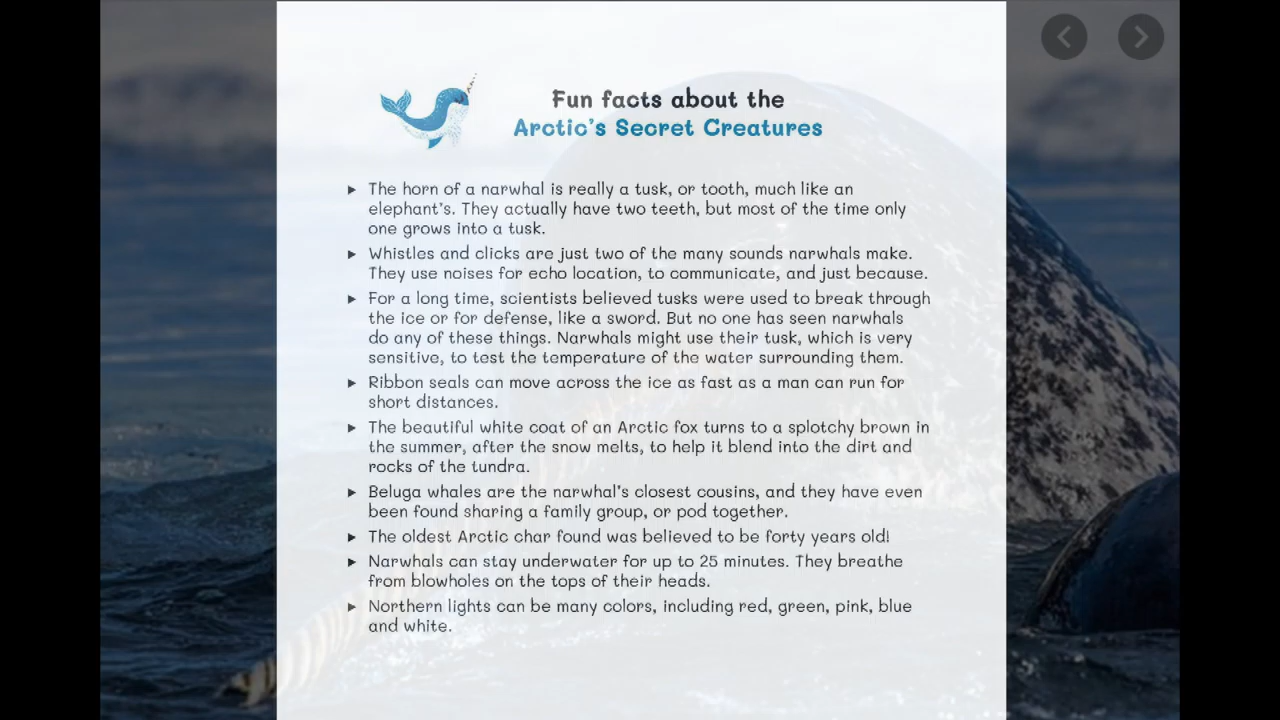 Fun facts about the
Arctic's Secret Creatures
The horn of a narwhal is really a tusk, or tooth, much like an
elephant's. They actually have two teeth, but most of the time only
one grows into a tusk.
Whistles and clicks are just two of the many sounds narwhals make.
They use noises for echo location, to communicate, and just because.
For a long time, scientists believed tusks were used to break through
the ice or for defense, like a sword. But no one has seen narwhals
do any of these things. Narwhals might use their tusk, which is very
sensitive, to test the temperature of the water surrounding them.
Ribbon seals can move across the ice as fast as a man can run for
short distances.
The beautiful white coat of an Arctic fox turns to a splotchy brown in
the summer, after the snow melts, to help it blend into the dirt and
rocks of the tundra.
Beluga whales are the narwhal's closest cousins, and they have even
been found sharing a family group, or pod together.
The oldest Arctic char found was believed to be forty years old!
Narwhals can stay underwater for up to 25 minutes. They breathe
from blowholes on the tops of their heads.
Northern lights can be many colors, including red, green, pink, blue
and white.